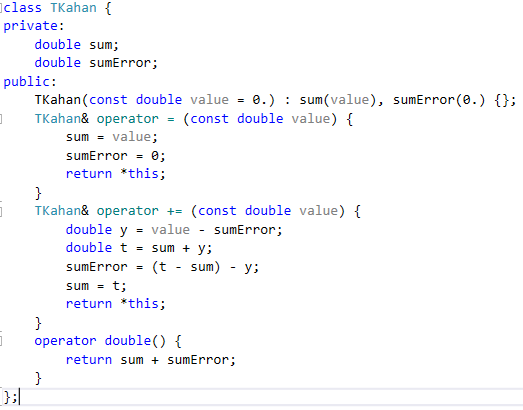 class TKahan {
private:
    double sum;
    double sumError;
public:
    TKahan(const double value = 0.) : sum(value), sumError(0.) {};
    TKahan& operator = (const double value) {
        sum = value;
        sumError = 0;
        return *this;
    }
    TKahan& operator += (const double value) {
        double y = value - sumError;
        double t = sum + y;
        sumError = (t - sum) - y;
        sum = t;
        return *this;
    }
    operator double() {
        return sum + sumError;
    }
};